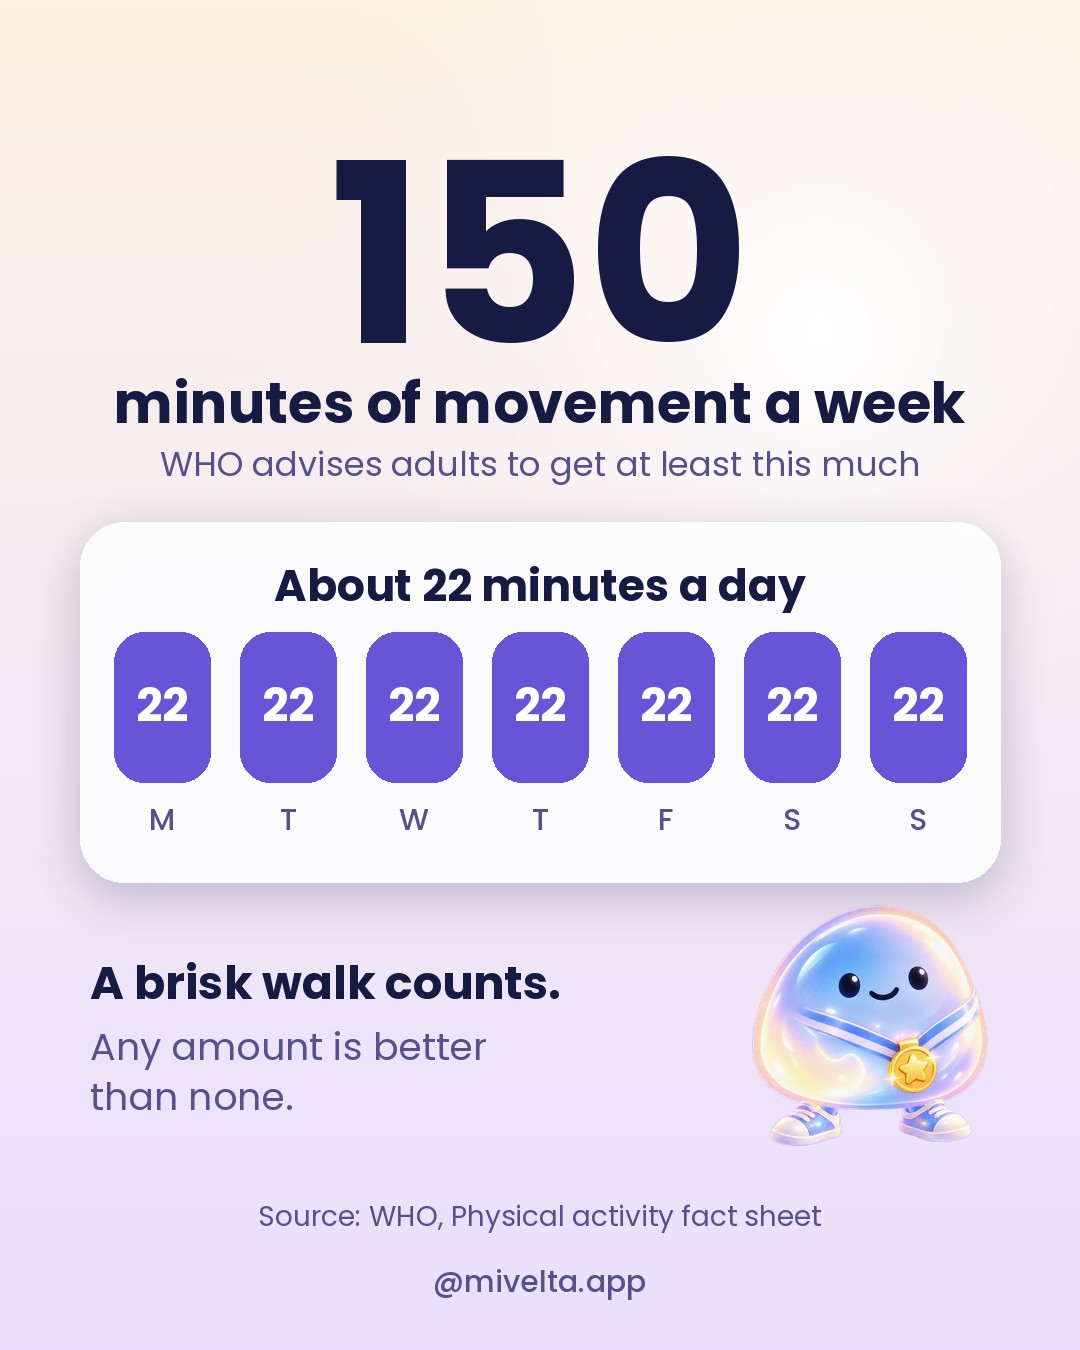 150
minutes of movement a week
WHO advises adults to get at least this much
About 22 minutes a day
22 22 22 22 22 22 22
M T W T F S S
A brisk walk counts.
Any amount is better
than none.
Source: WHO, Physical activity fact sheet
@mivelta.app